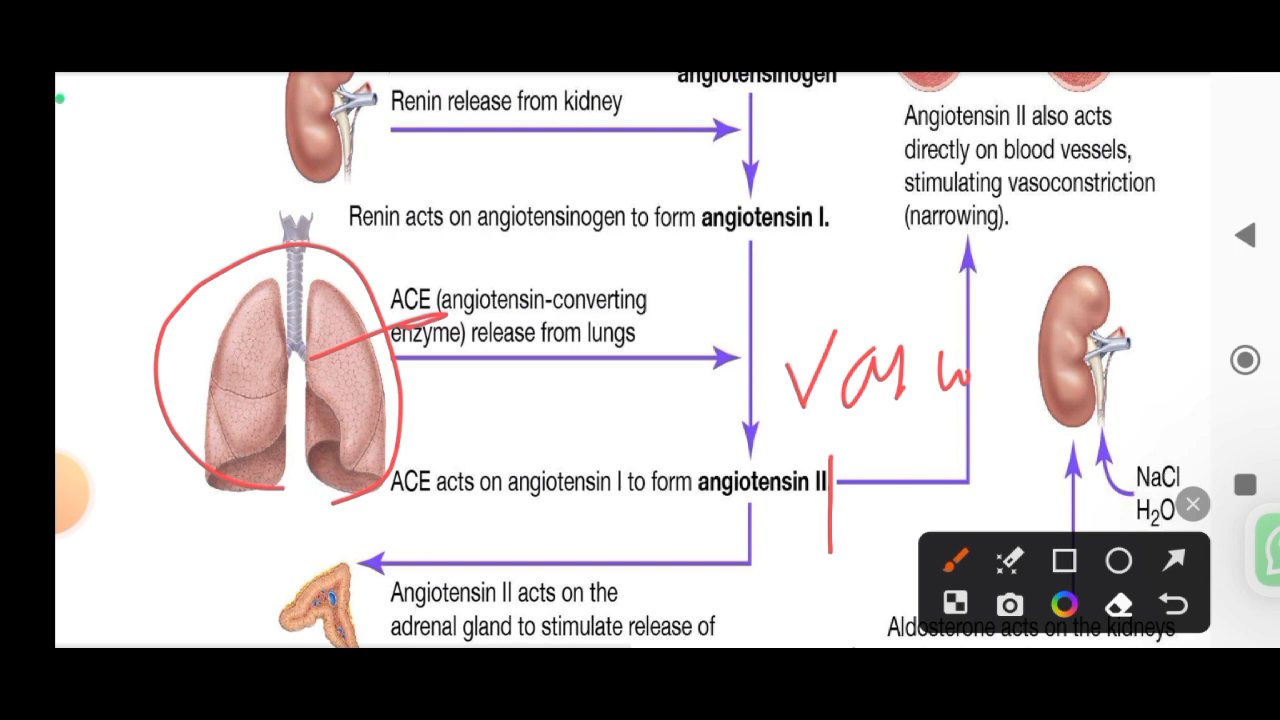 angiotensinogen
Renin release from kidney
Renin acts on angiotensinogen to form angiotensin I.
ACE (angiotensin-converting
enzyme) release from lungs
ACE acts on angiotensin I to form angiotensin II
Angiotensin II acts on the
adrenal gland to stimulate release of
Angiotensin II also acts
directly on blood vessels,
stimulating vasoconstriction
(narrowing).
NaCl
H₂O
Aldosterone acts on the kidneys